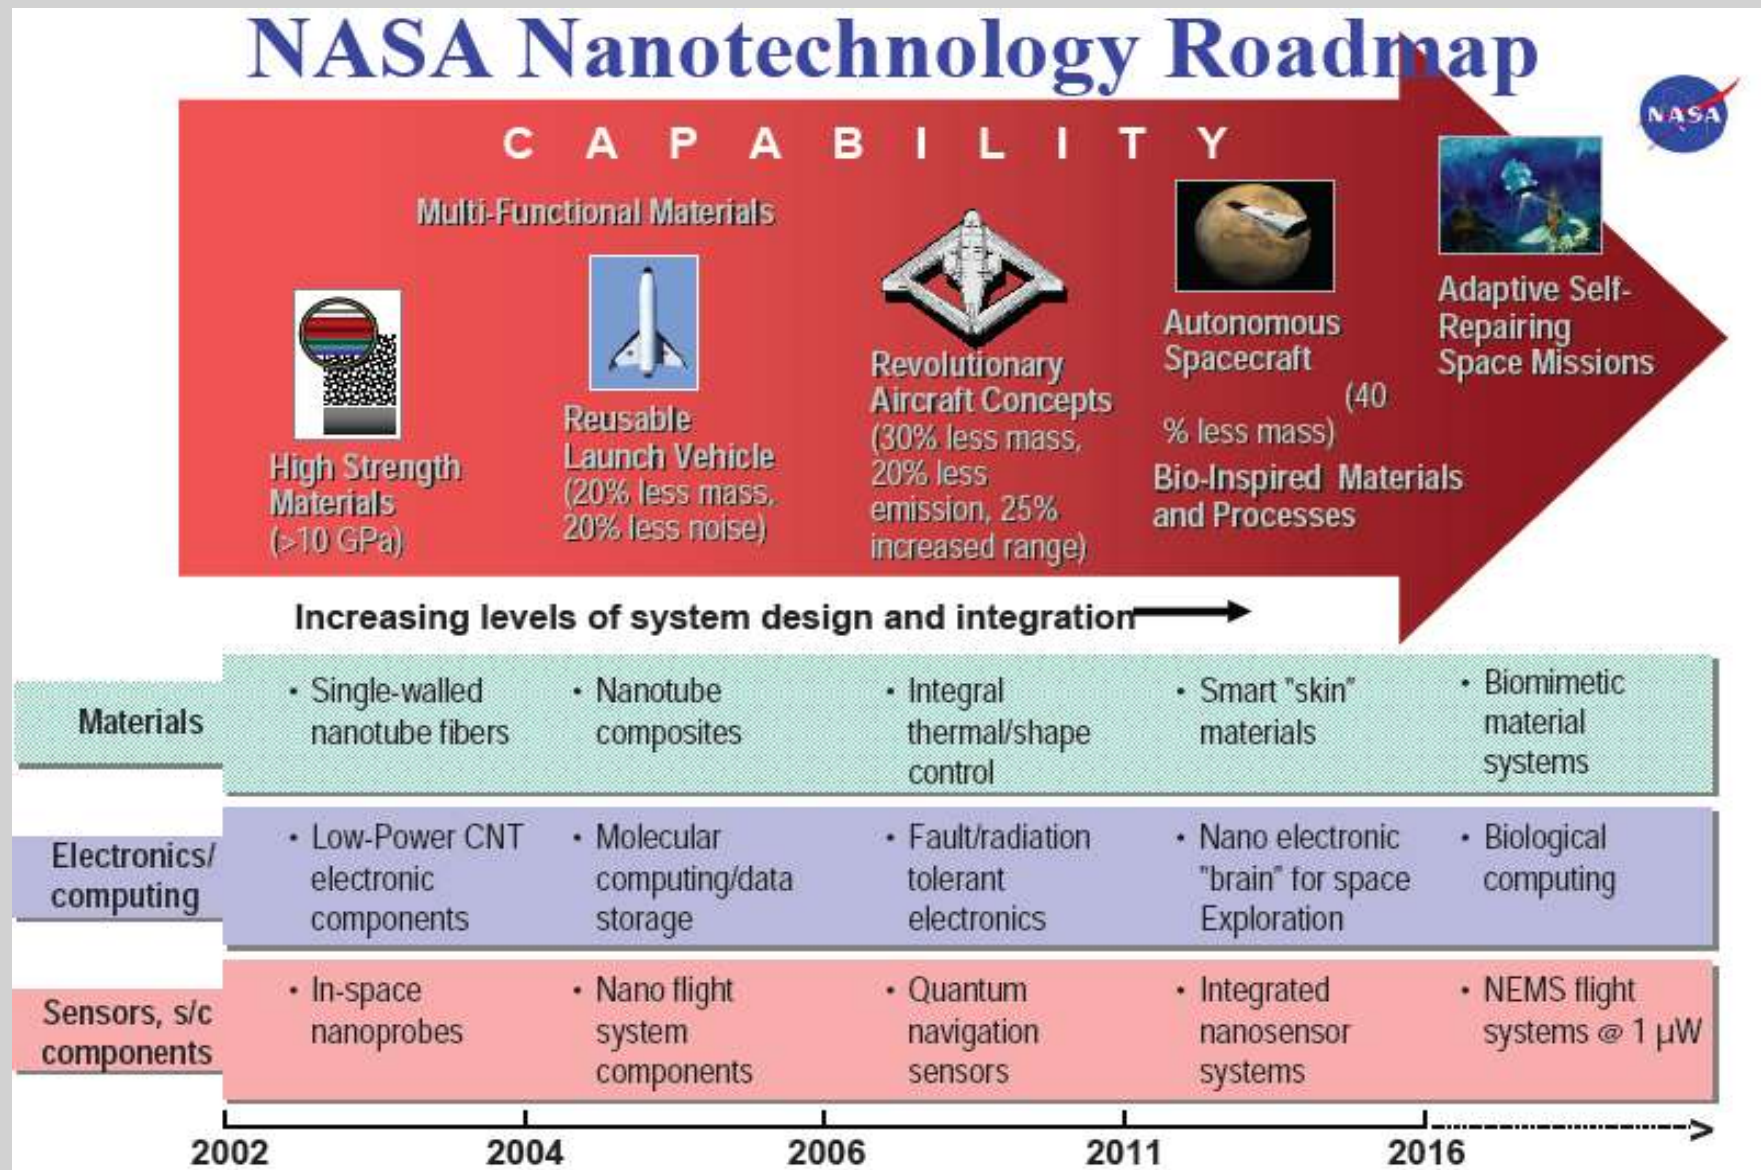 NASA Nanotechnology Roadmap
NASA
CAPABILITY
Multi-Functional Materials
High Strength
Materials
(>10 GPa)
Reusable
Launch Vehicle
(20% less mass,
20% less noise)
Revolutionary
Aircraft Concepts
(30% less mass,
20% less
emission, 25%
increased range)
Autonomous
Spacecraft
(40
% less mass)
Bio-Inspired Materials
and Processes
Adaptive Self-
Repairing
Space Missions
Increasing levels of system design and integration
Materials
• Single-walled
nanotube fibers
• Nanotube
composites
• Integral
thermal/shape
control
• Smart "skin"
materials
• Biomimetic
material
systems
Electronics/
computing
• Low-Power CNT
electronic
components
• Molecular
computing/data
storage
• Fault/radiation
tolerant
electronics
• Nano electronic
"brain" for space
Exploration
• Biological
computing
Sensors, s/c
components
• In-space
nanoprobes
• Nano flight
system
components
• Quantum
navigation
sensors
• Integrated
nanosensor
systems
• NEMS flight
systems @ 1 µW
2002 2004 2006 2011 2016